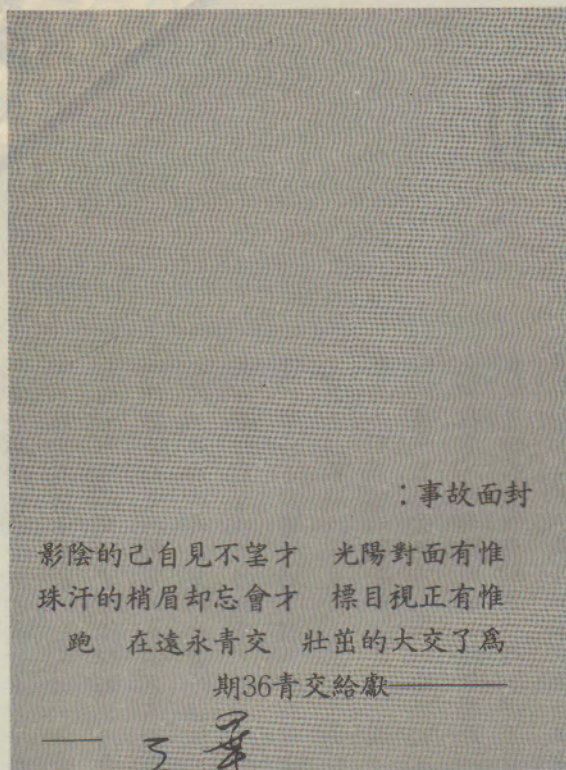 封面故事：
惟有面對陽光　才望不見自己的陰影
惟有正視目標　才會忘却眉梢的汗珠
爲了交大的茁壯　交青永遠在　跑
———獻給交青36期